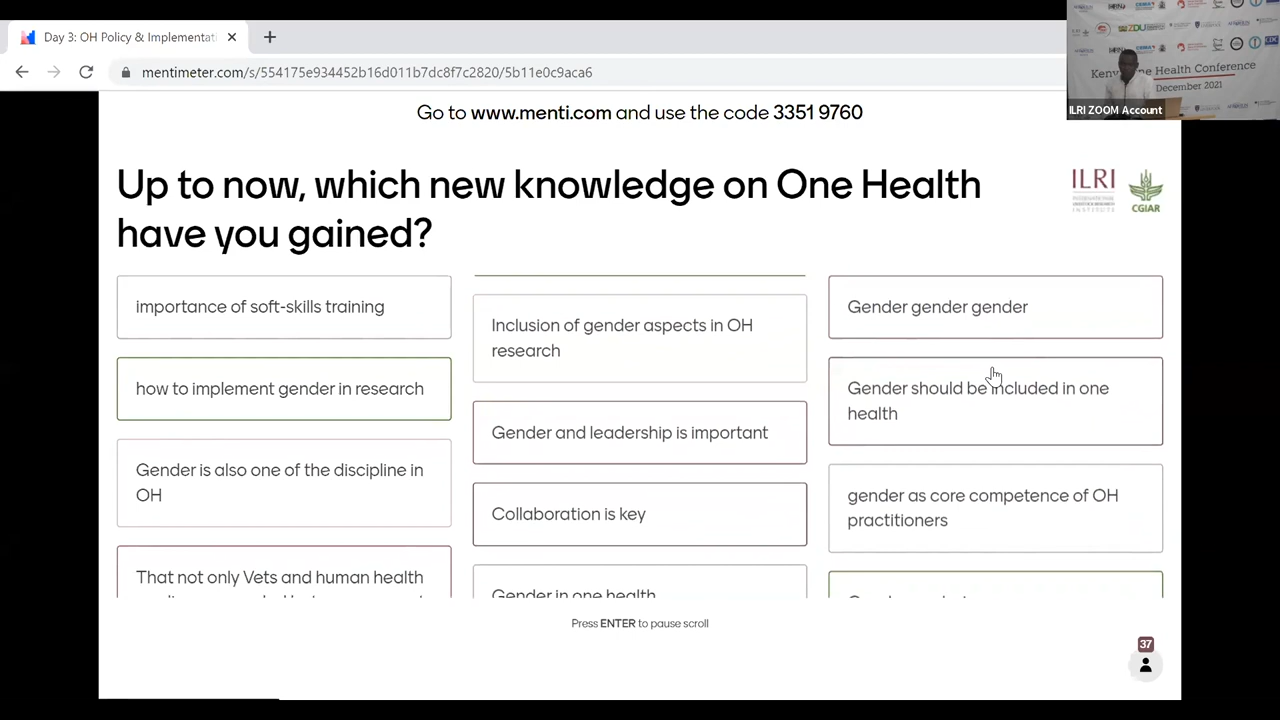 Day 3: OH Policy & Implementati
mentimeter.com/s/554175e934452b16d011b7dc8f7c2820/5b11e0c9aca6
Go to www.menti.com and use the code 3351 9760
Up to now, which new knowledge on One Health
have you gained?
ILRI
CGIAR
importance of soft-skills training
how to implement gender in research
Gender is also one of the discipline in
OH
That not only Vets and human health
Inclusion of gender aspects in OH
research
Gender and leadership is important
Collaboration is key
Gender in one health
Gender gender gender
Gender should be included in one
health
gender as core competence of OH
practitioners
Press ENTER to pause scroll
37
ZDU
Health Conference
December 2021
ILRI ZOOM Account